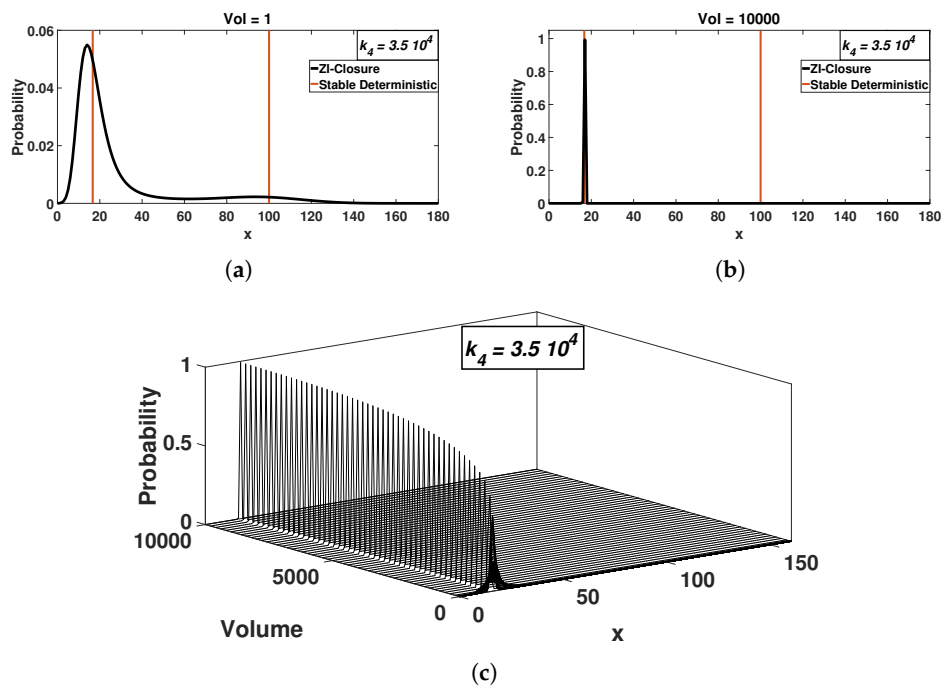 Vol = 1
k4 = 3.5 10^4
ZI-Closure
Stable Deterministic
0.06
0.04
0.02
0
Probability
0 20 40 60 80 100 120 140 160 180
x
(a)
Vol = 10000
k4 = 3.5 10^4
ZI-Closure
Stable Deterministic
1
0.8
0.6
0.4
0.2
0
Probability
0 20 40 60 80 100 120 140 160 180
x
(b)
k4 = 3.5 10^4
1
0.5
0
Probability
10000
5000
0
Volume
0
50
100
150
x
(c)